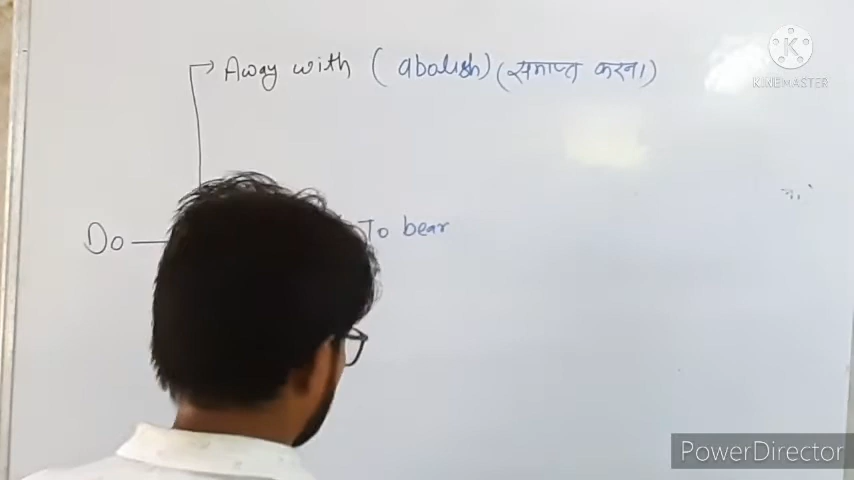 Away with (abolish) (समाप्त करना)
KINEMASTER
Do
To bear
PowerDirector